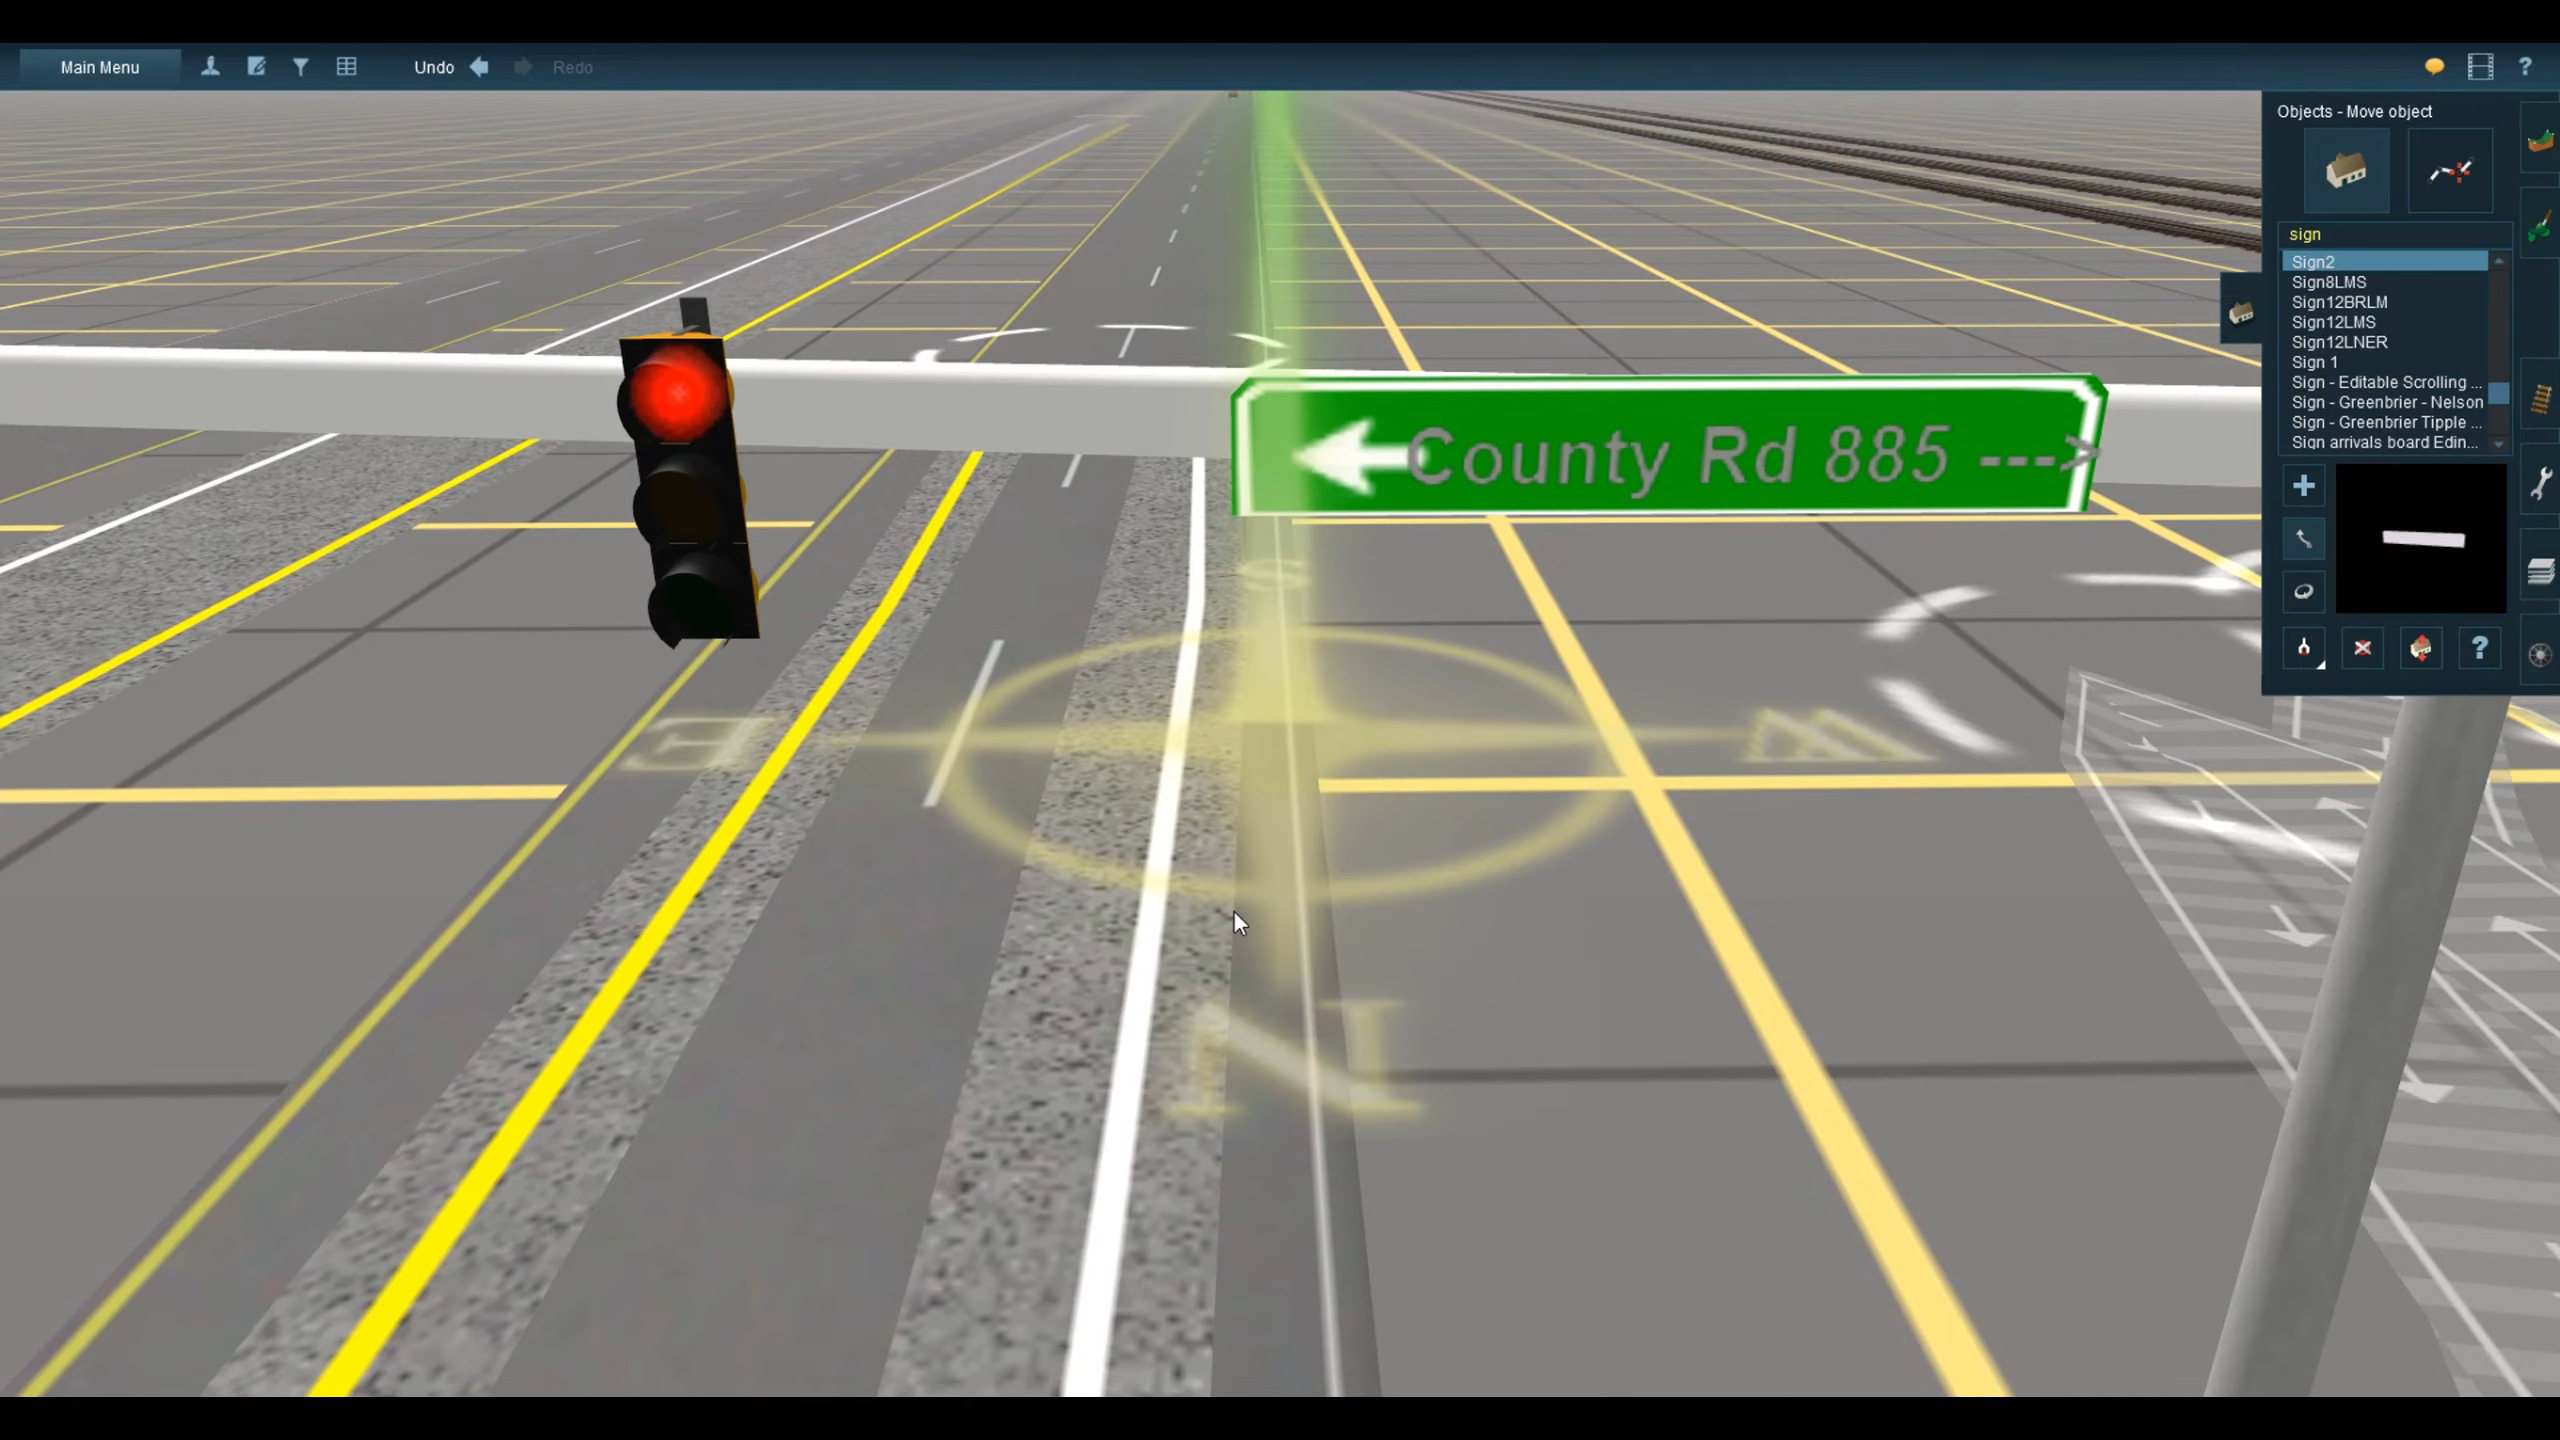 Main Menu
Undo
Redo
?
Objects - Move object
sign
Sign2
Sign8LMS
Sign12BRLM
Sign12LMS
Sign12LNER
Sign 1
Sign - Editable Scrolling ...
Sign - Greenbrier - Nelson
Sign - Greenbrier Tipple ...
Sign arrivals board Edin...
?
County Rd 885 --->
S
E
W
N